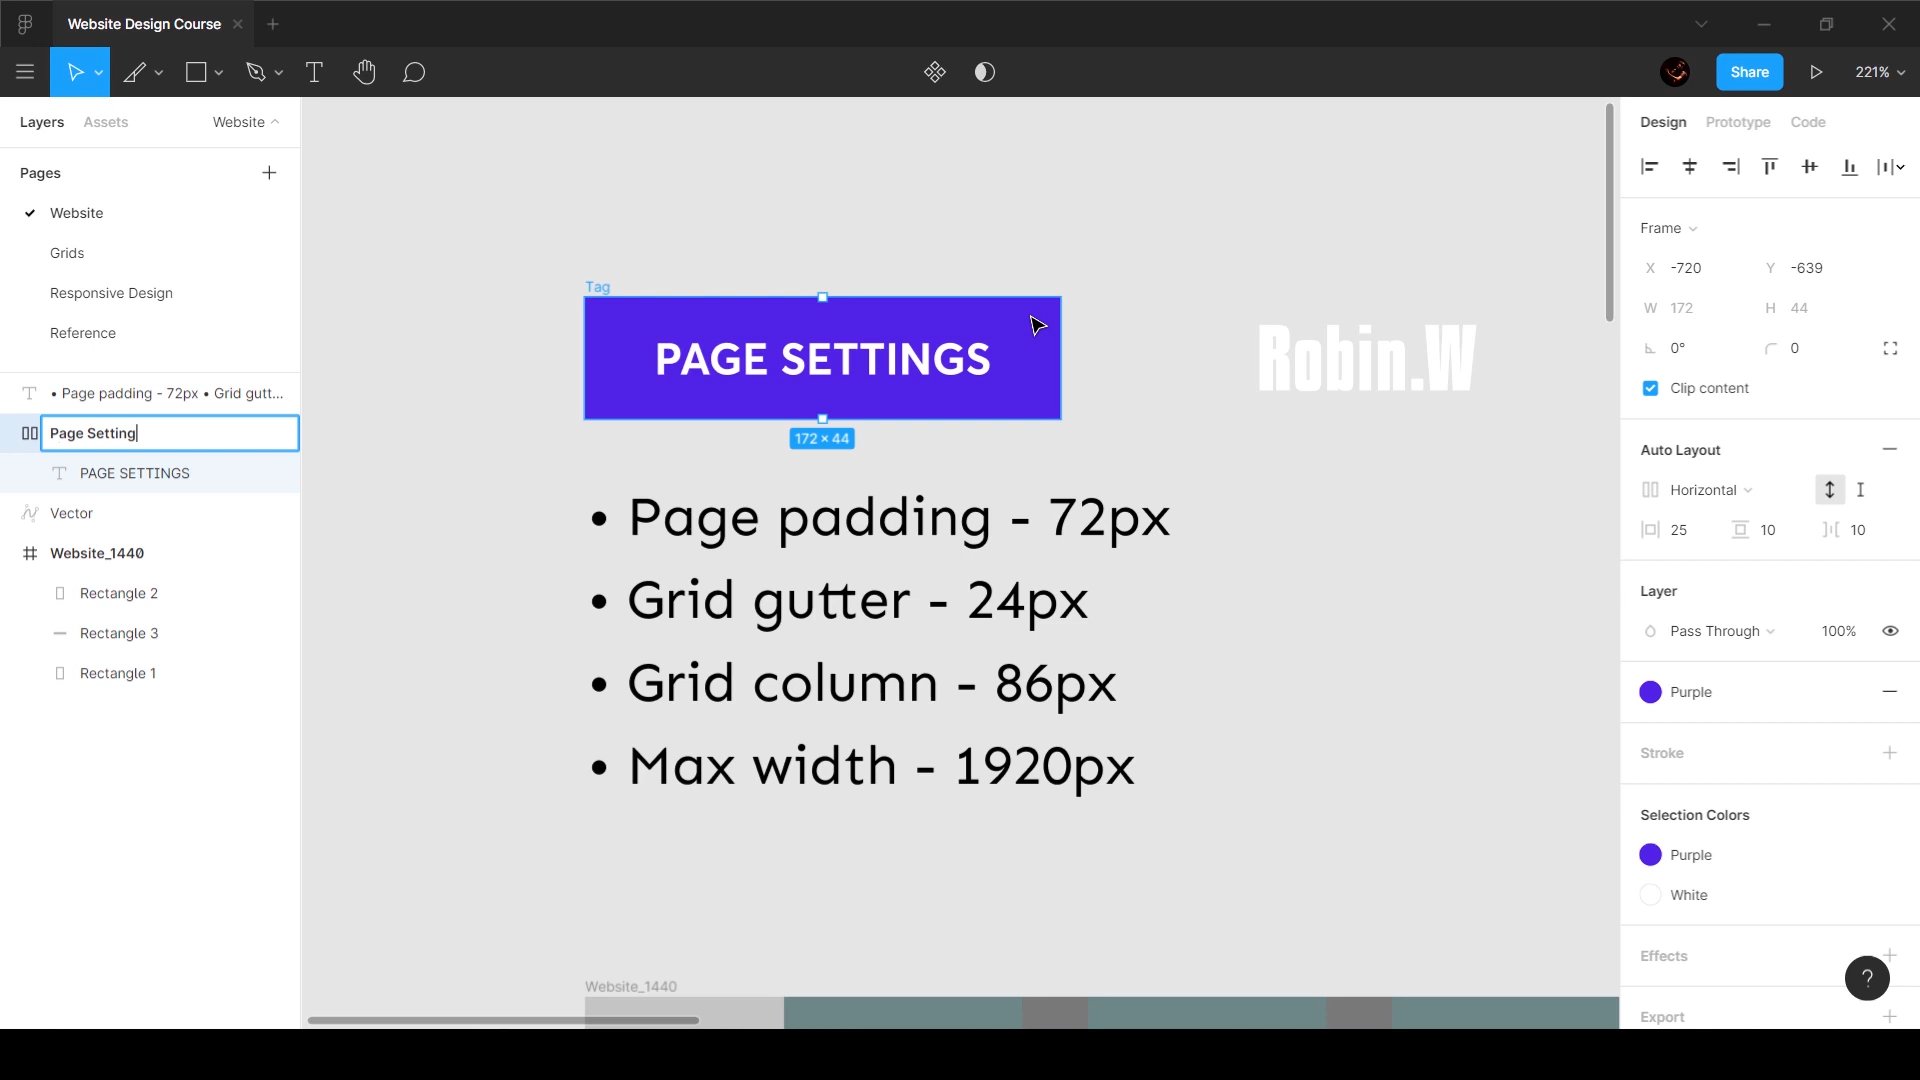 Website Design Course
Share
221%
Layers
Assets
Website
Pages
Website
Grids
Responsive Design
Reference
• Page padding - 72px • Grid gutt...
Page Setting
PAGE SETTINGS
Vector
Website_1440
Rectangle 2
Rectangle 3
Rectangle 1
Tag
PAGE SETTINGS
172 × 44
Robin.W
• Page padding - 72px
• Grid gutter - 24px
• Grid column - 86px
• Max width - 1920px
Website_1440
Design
Prototype
Code
Frame
X -720
Y -639
W 172
H 44
0°
0
Clip content
Auto Layout
Horizontal
25
10
10
Layer
Pass Through
100%
Purple
Stroke
Selection Colors
Purple
White
Effects
?
Export